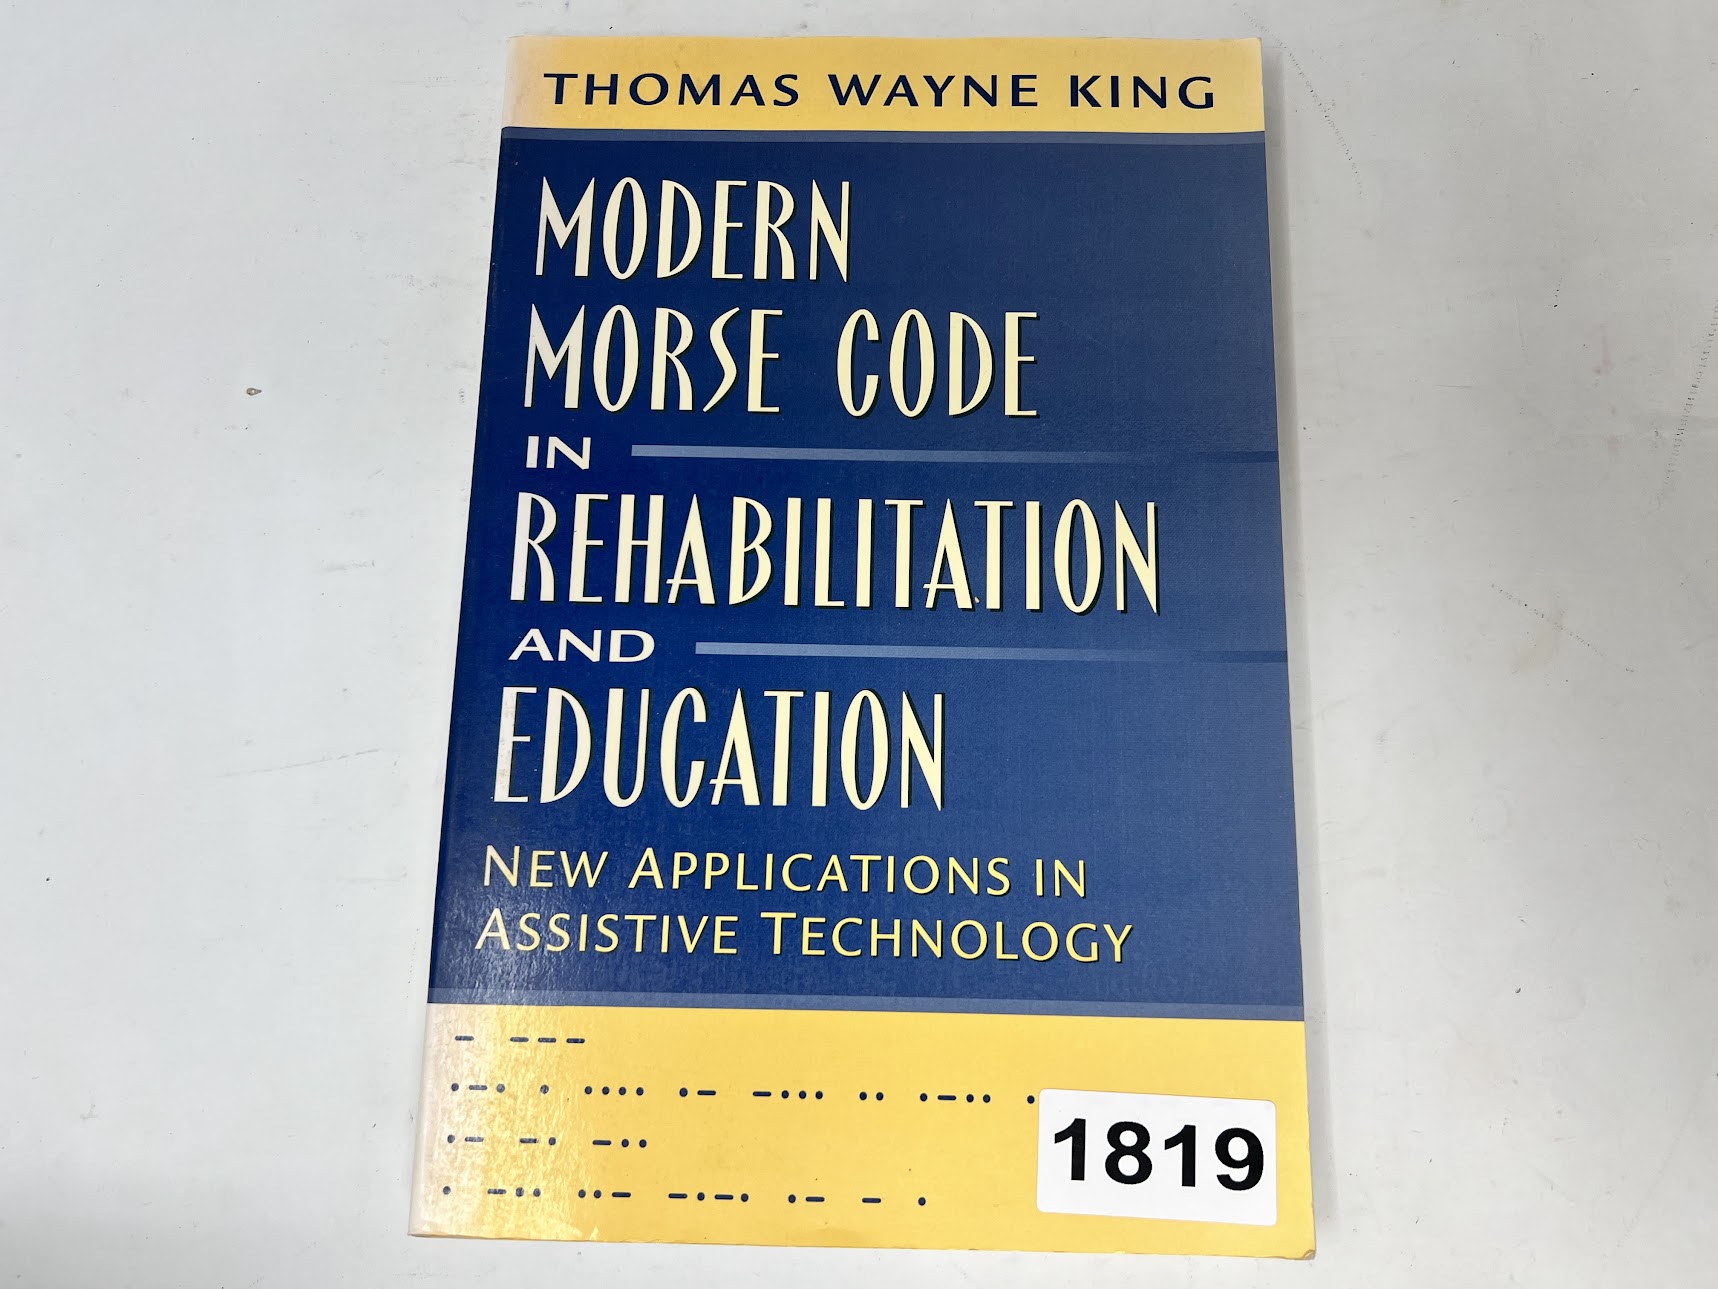 THOMAS WAYNE KING
MODERN
MORSE CODE
IN
REHABILITATION
AND
EDUCATION
NEW APPLICATIONS IN
ASSISTIVE TECHNOLOGY
– –––
·–· · ···· ·– –··· ·· ·–·· ·
·– –· –··
· –·· ··– –·–· ·– – ·
1819